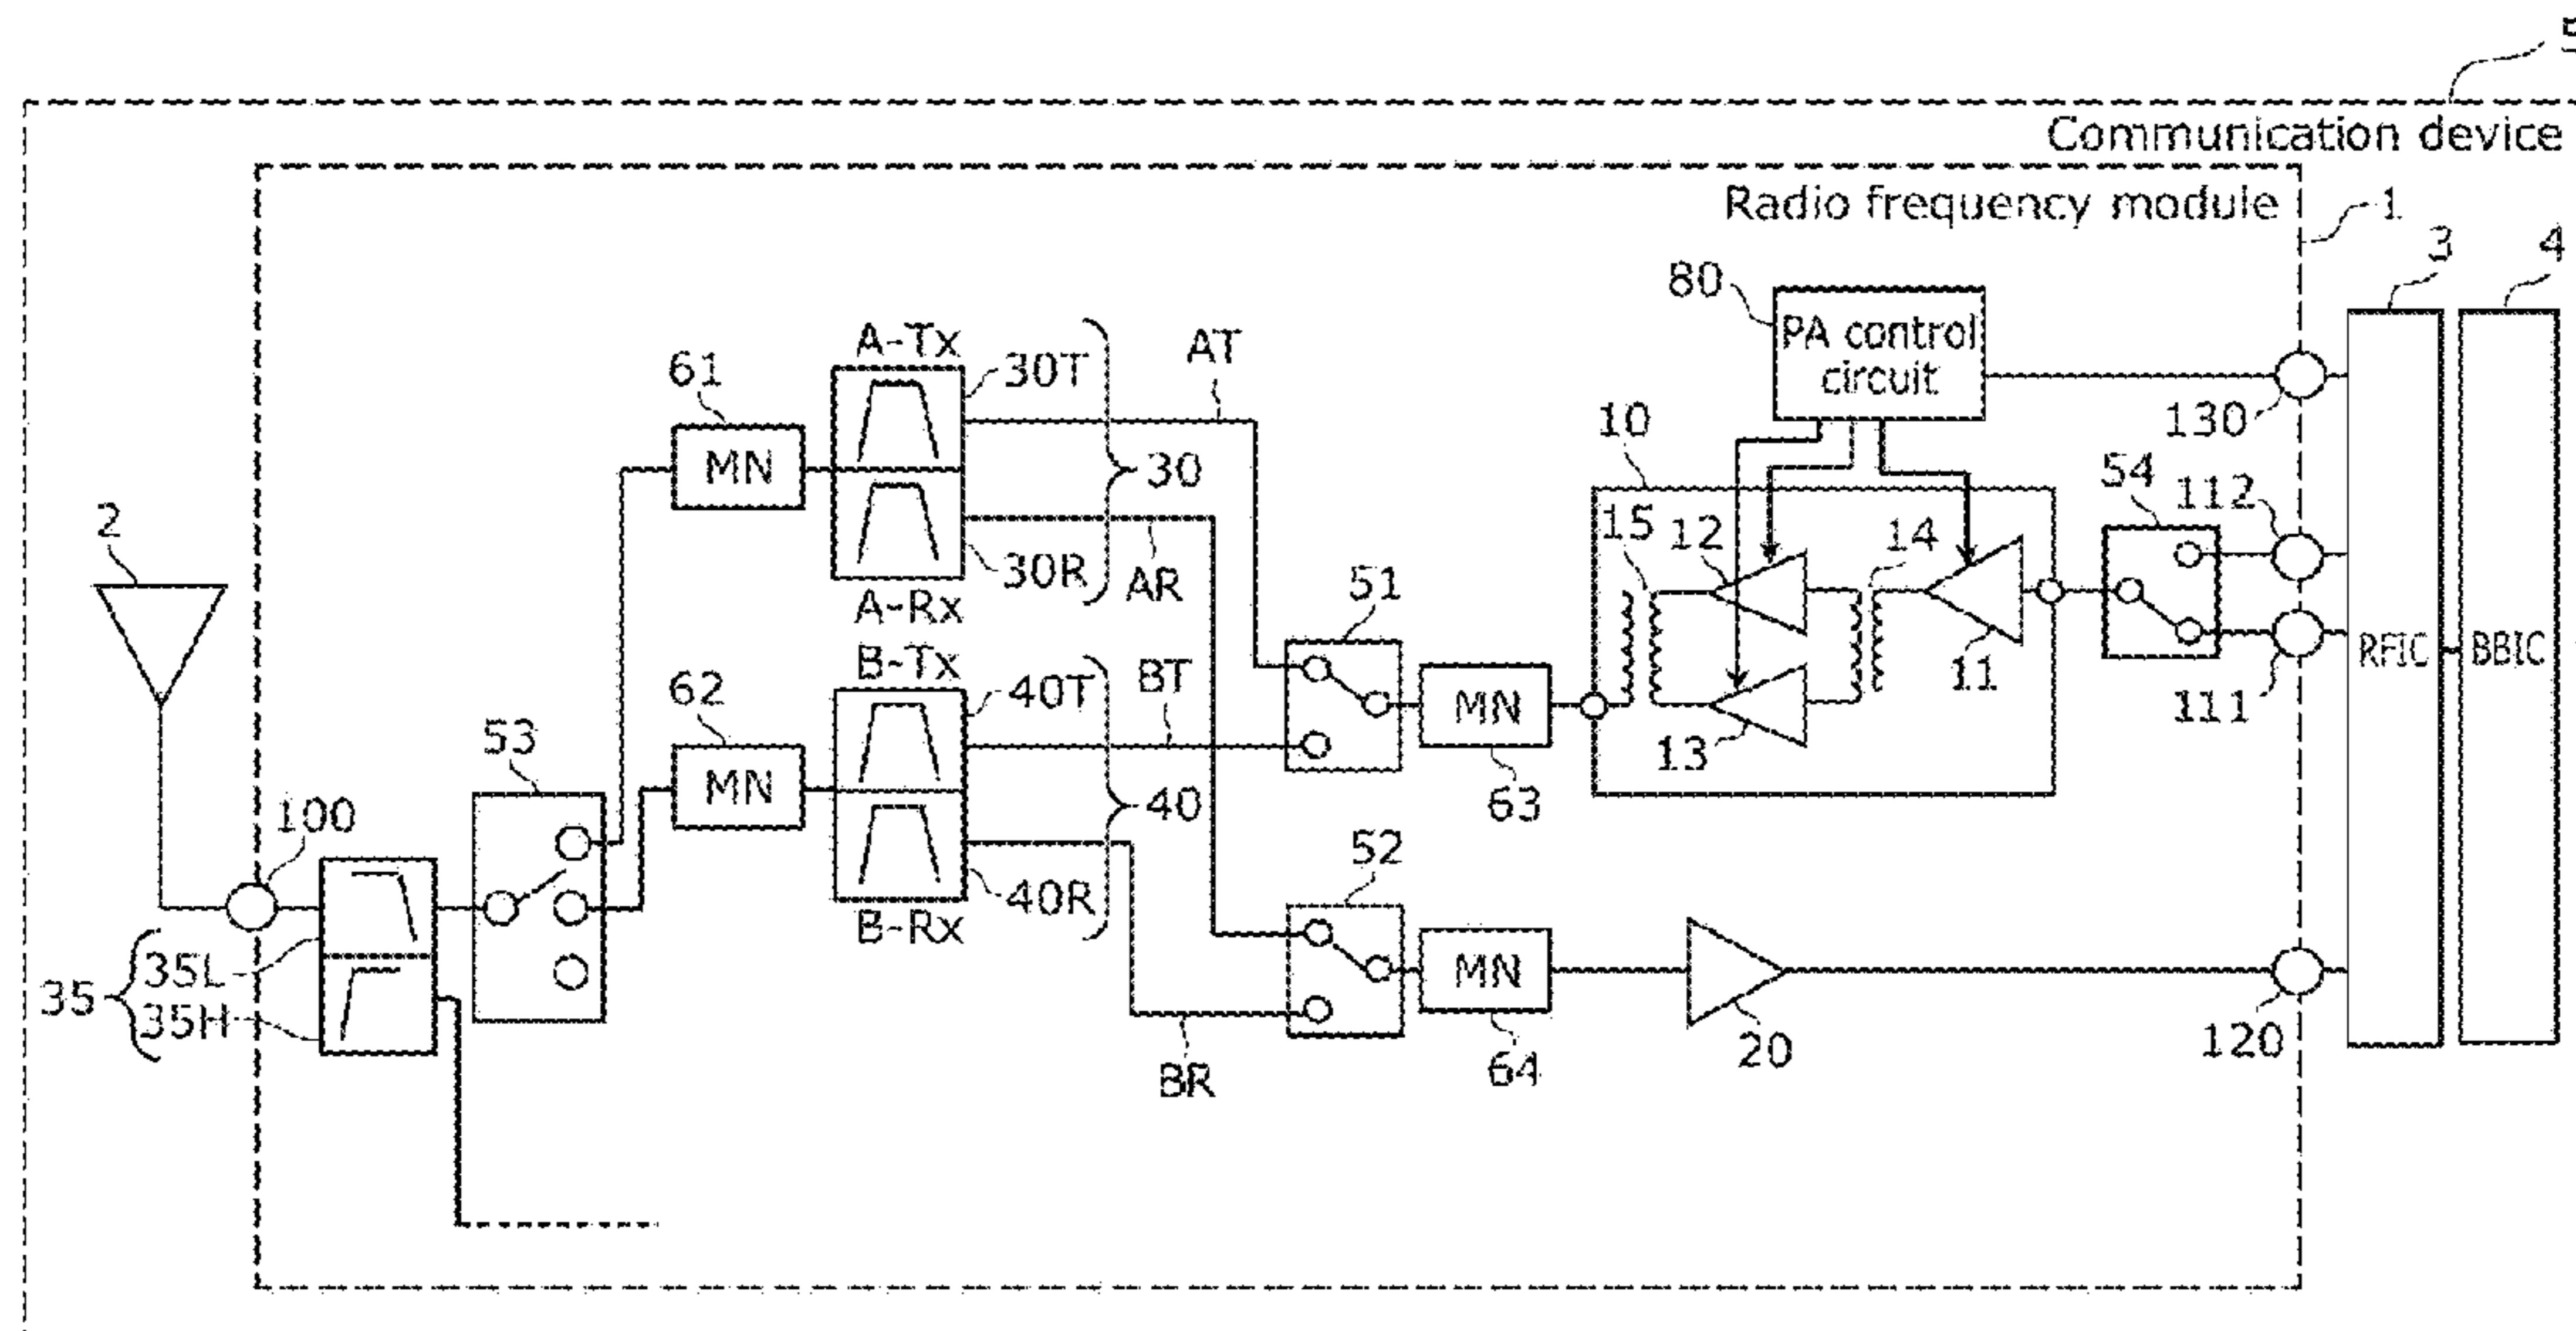 5
Communication device
Radio frequency module
1
3
4
80
PA control
circuit
A-Tx
AT
30T
61
MN
30
130
10
54
112
2
15
12
14
30R
AR
A-Rx
51
11
RFIC
BBIC
B-Tx
40T
BT
62
MN
MN
111
13
53
40
63
100
40R
B-Rx
52
35
35L
35H
MN
20
120
64
BR